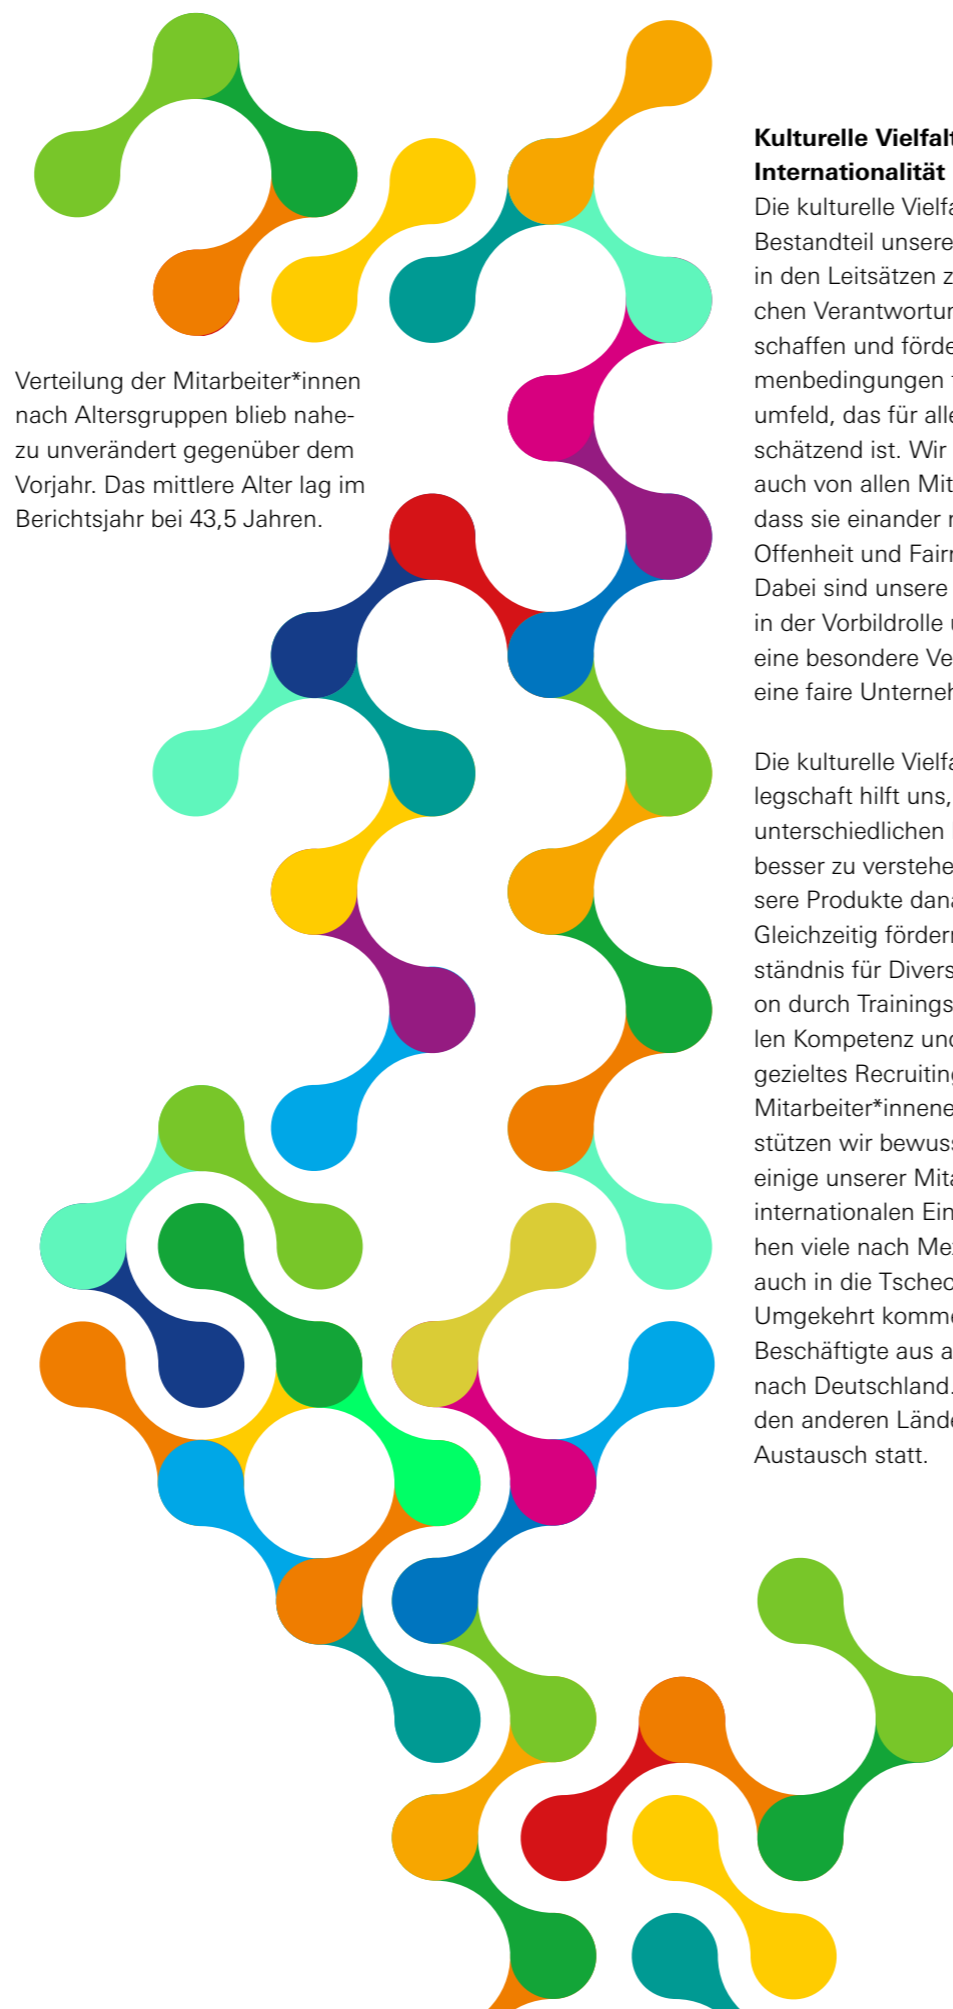 Verteilung der Mitarbeiter*innen
nach Altersgruppen blieb nahe-
zu unverändert gegenüber dem
Vorjahr. Das mittlere Alter lag im
Berichtsjahr bei 43,5 Jahren.
Kulturelle Vielfalt
Internationalität
Die kulturelle Vielfa
Bestandteil unsere
in den Leitsätzen z
chen Verantwortun
schaffen und förde
menbedingungen
umfeld, das für alle
schätzend ist. Wir
auch von allen Mit
dass sie einander
Offenheit und Fair
Dabei sind unsere
in der Vorbildrolle u
eine besondere Ve
eine faire Unterneh
Die kulturelle Vielfa
legschaft hilft uns,
unterschiedlichen
besser zu verstehe
sere Produkte dana
Gleichzeitig fördern
ständnis für Divers
on durch Trainings
len Kompetenz und
gezieltes Recruiting
Mitarbeiter*innene
stützen wir bewuss
einige unserer Mita
internationalen Ein
hen viele nach Mex
auch in die Tschec
Umgekehrt komme
Beschäftigte aus a
nach Deutschland.
den anderen Lände
Austausch statt.